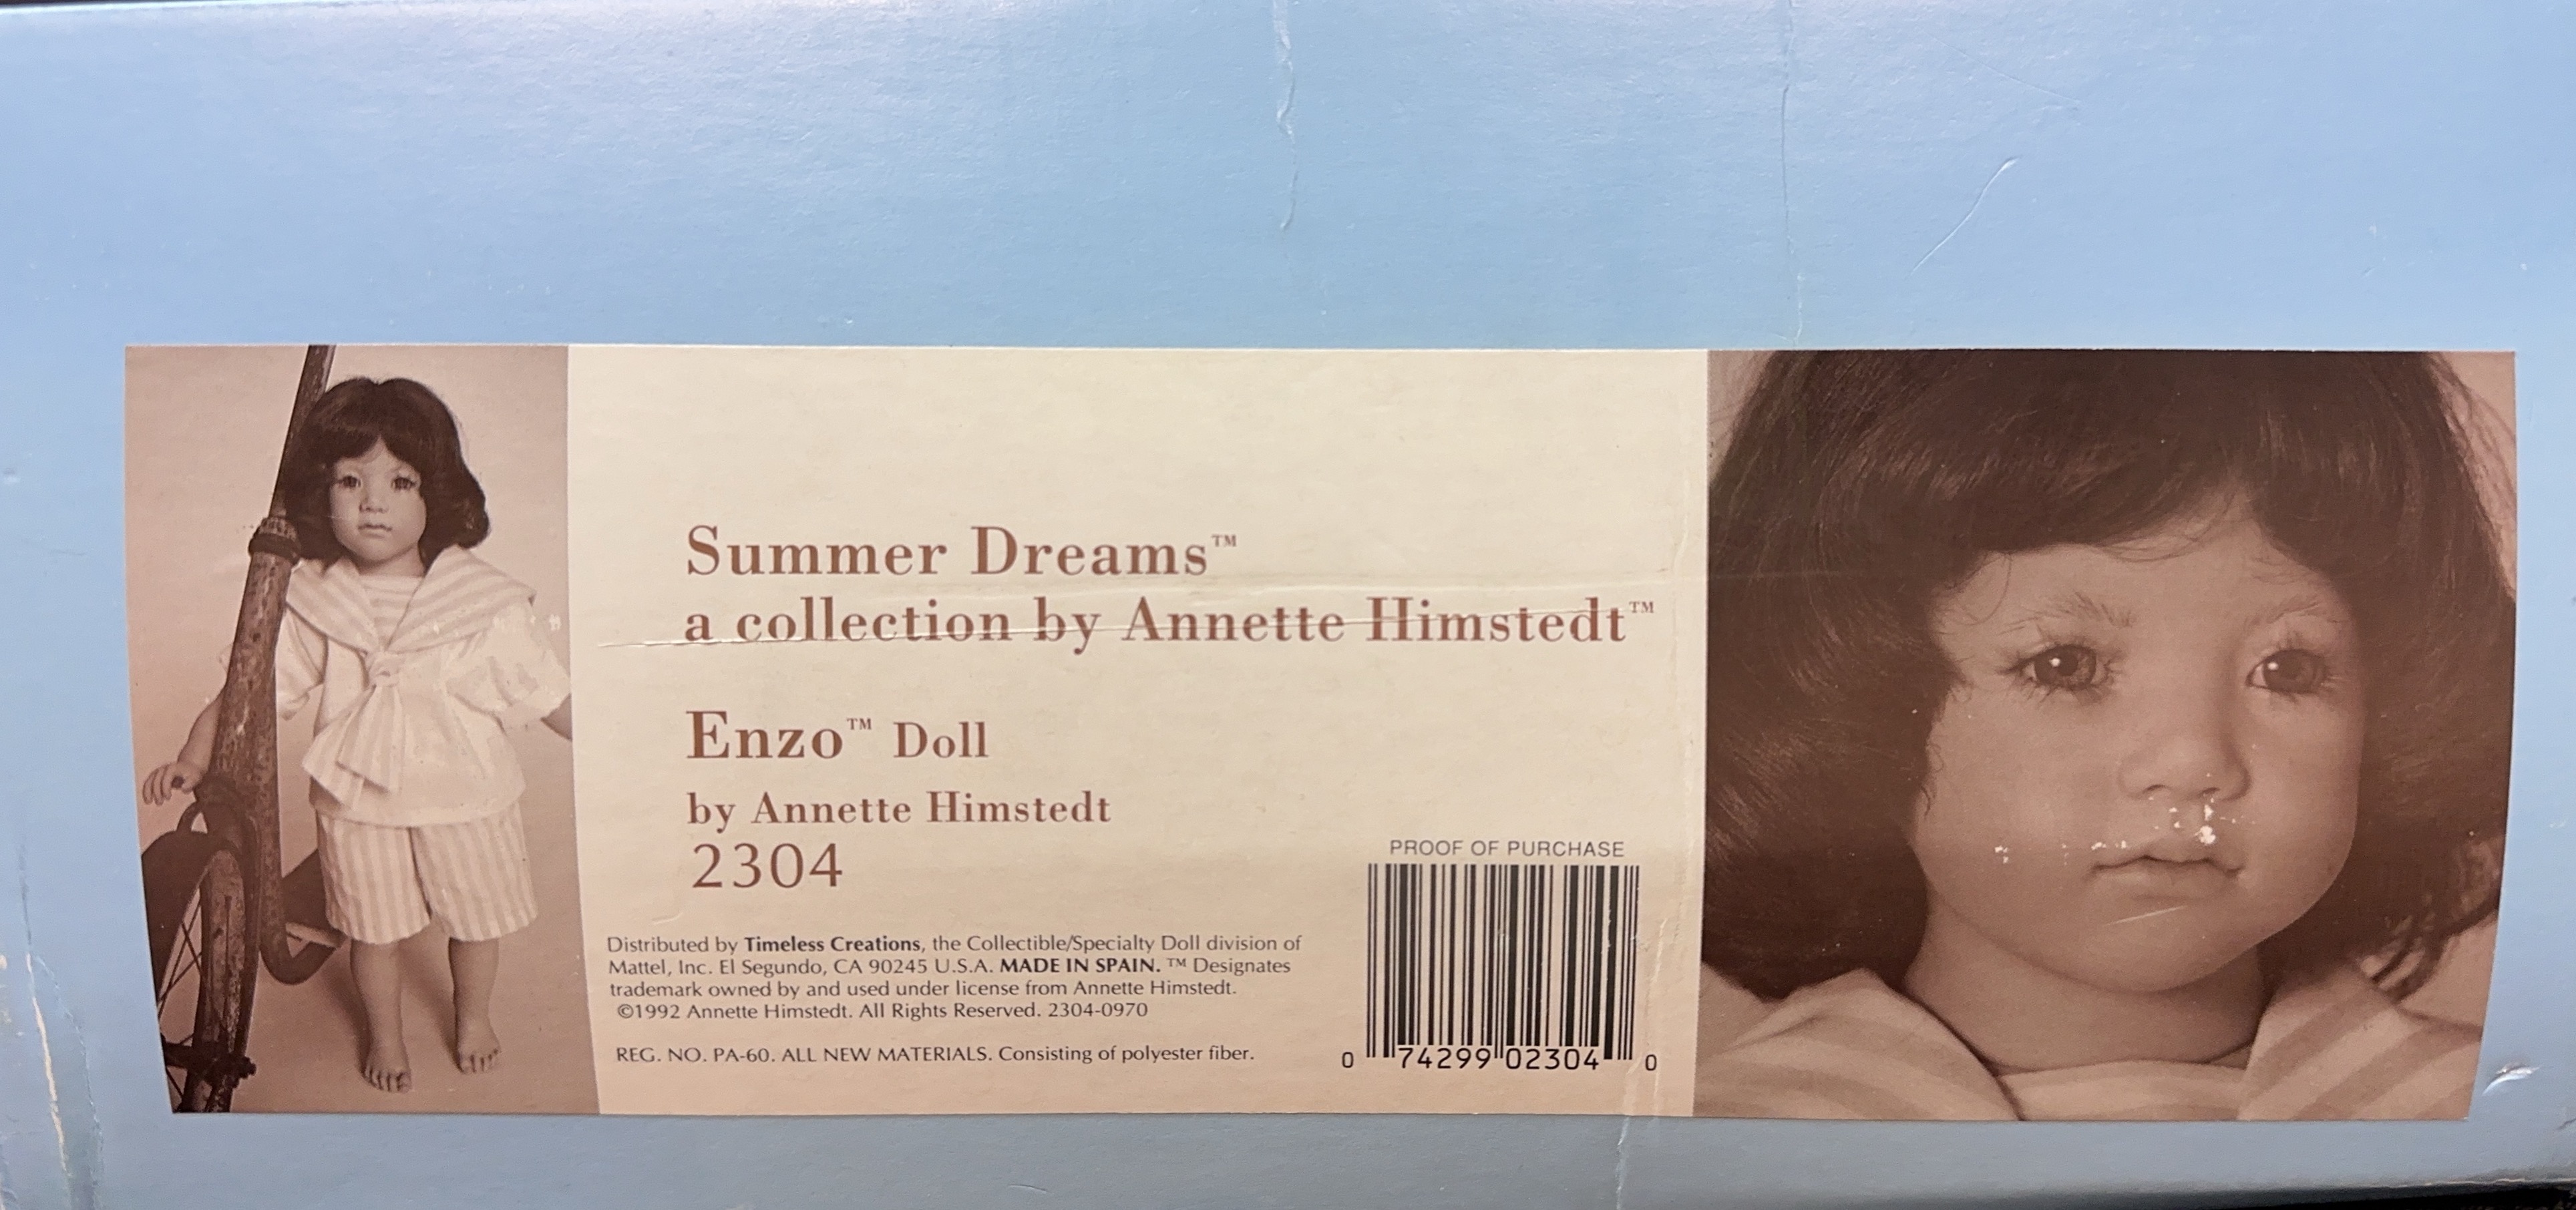 Summer Dreams™
a collection by Annette Himstedt™
Enzo™ Doll
by Annette Himstedt
2304
PROOF OF PURCHASE
Distributed by Timeless Creations, the Collectible/Specialty Doll division of
Mattel, Inc. El Segundo, CA 90245 U.S.A. MADE IN SPAIN. ™ Designates
trademark owned by and used under license from Annette Himstedt.
©1992 Annette Himstedt. All Rights Reserved. 2304-0970
REG. NO. PA-60. ALL NEW MATERIALS. Consisting of polyester fiber.
0 74299 02304 0